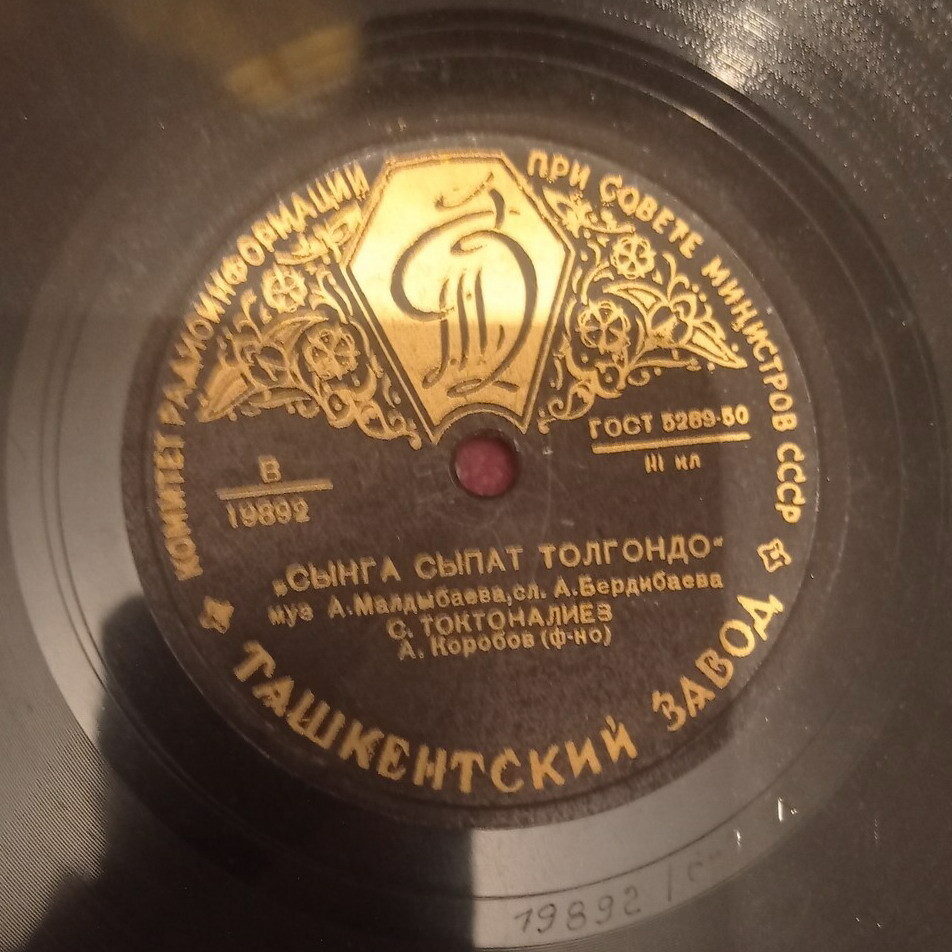 КОМИТЕТ РАДИОИНФОРМАЦИИ ПРИ СОВЕТЕ МИНИСТРОВ СССР
ГОСТ 5289-50
III кл
В
19892
„СЫНГА СЫПАТ ТОЛГОНДО“
муз А.Малдыбаева, сл. А.Бердибаева
С. ТОКТОНАЛИЕВ
А. Коробов (ф-но)
ТАШКЕНТСКИЙ ЗАВОД
19892